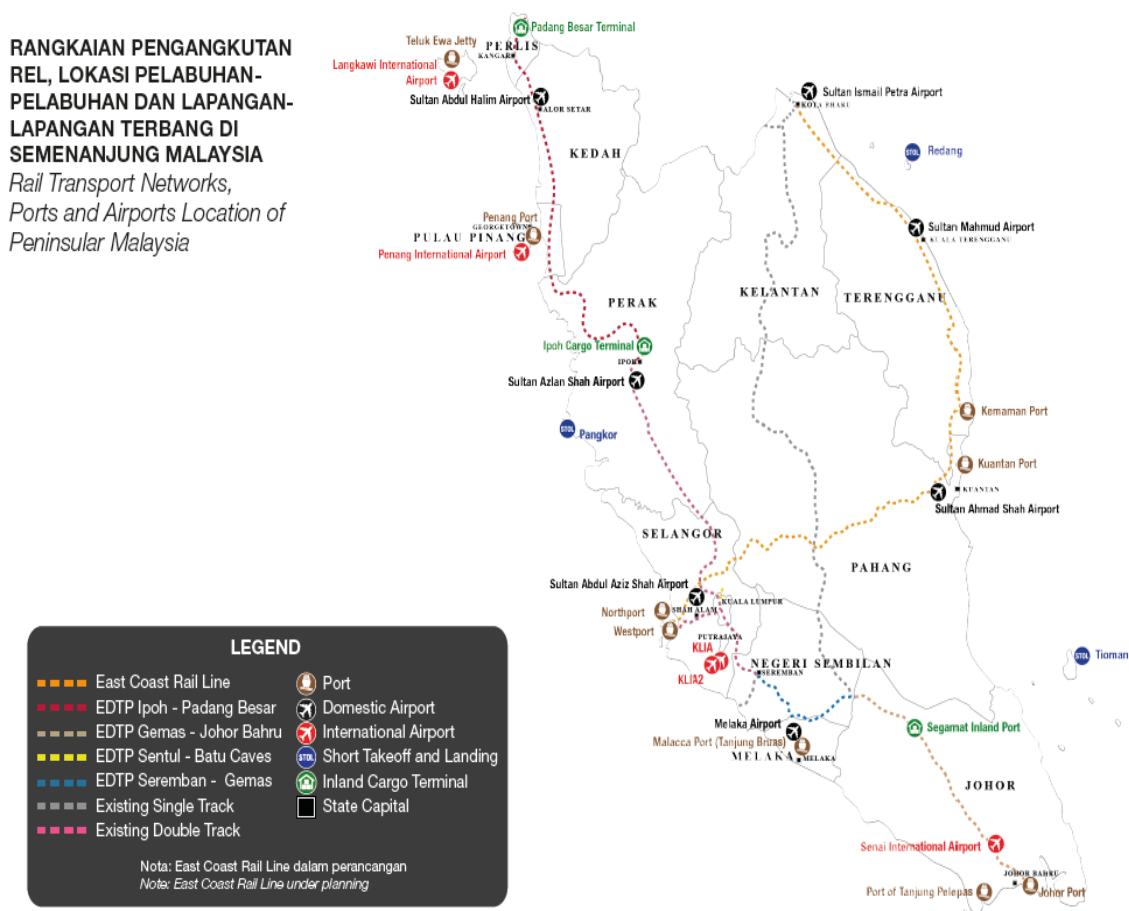 RANGKAIAN PENGANGKUTAN
REL, LOKASI PELABUHAN-
PELABUHAN DAN LAPANGAN-
LAPANGAN TERBANG DI
SEMENANJUNG MALAYSIA
Rail Transport Networks,
Ports and Airports Location of
Peninsular Malaysia
Padang Besar Terminal
Teluk Ewa Jetty
PERLIS
KANGAR
Langkawi International
Airport
Sultan Abdul Halim Airport
ALOR SETAR
KEDAH
Sultan Ismail Petra Airport
KOTA BHARU
STOL
Redang
Penang Port
GEORGETOWN
PULAU PINANG
Penang International Airport
Sultan Mahmud Airport
KUALA TERENGGANU
KELANTAN
TERENGGANU
PERAK
Ipoh Cargo Terminal
IPOH
Sultan Azlan Shah Airport
STOL
Pangkor
Kemaman Port
Kuantan Port
KUANTAN
Sultan Ahmad Shah Airport
SELANGOR
PAHANG
Sultan Abdul Aziz Shah Airport
KUALA LUMPUR
SHAH ALAM
Northport
Westport
PUTRAJAYA
KLIA
KLIA2
NEGERI SEMBILAN
SEREMBAN
STOL
Tioman
Melaka Airport
Malacca Port (Tanjung Bruas)
MELAKA
MELAKA
Segamat Inland Port
JOHOR
Senai International Airport
JOHOR BAHRU
Port of Tanjung Pelepas
Johor Port
LEGEND
East Coast Rail Line
EDTP Ipoh - Padang Besar
EDTP Gemas - Johor Bahru
EDTP Sentul - Batu Caves
EDTP Seremban - Gemas
Existing Single Track
Existing Double Track
Port
Domestic Airport
International Airport
STOL
Short Takeoff and Landing
Inland Cargo Terminal
State Capital
Nota: East Coast Rail Line dalam perancangan
Note: East Coast Rail Line under planning